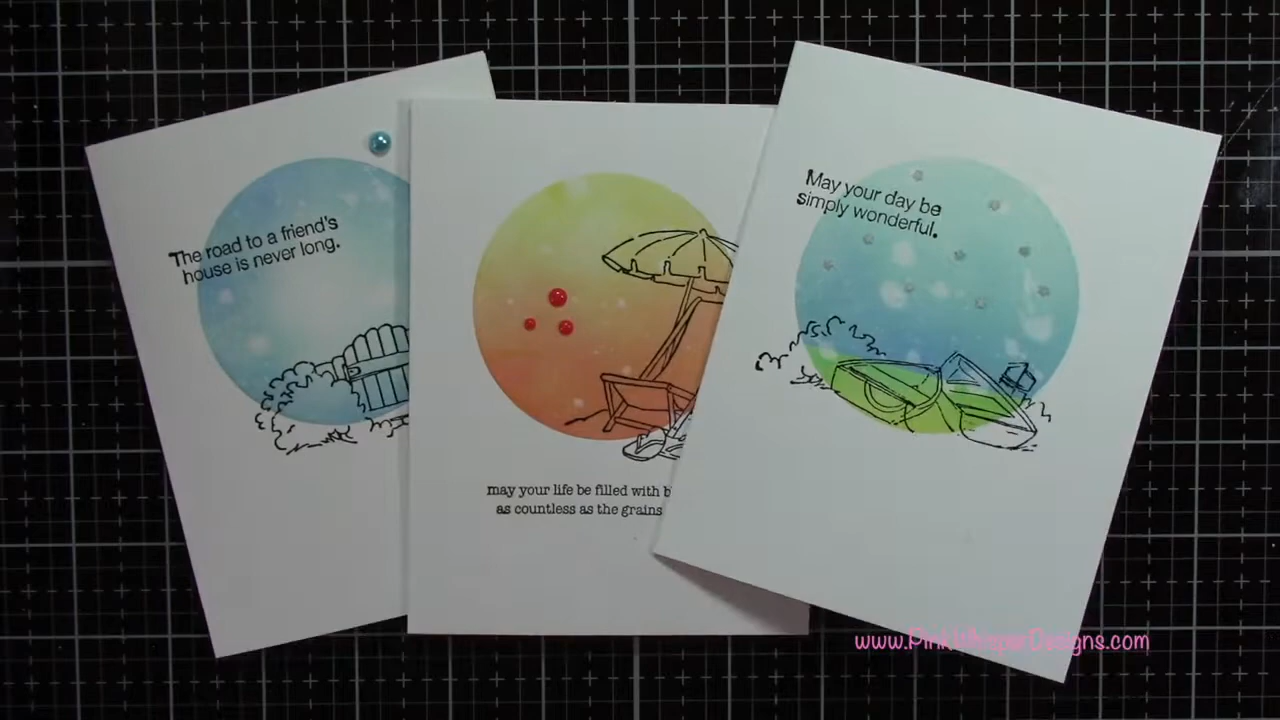 The road to a friend's
house is never long.
may your life be filled with
as countless as the grains
May your day be
simply wonderful.
www.PinkWhisperDesigns.com